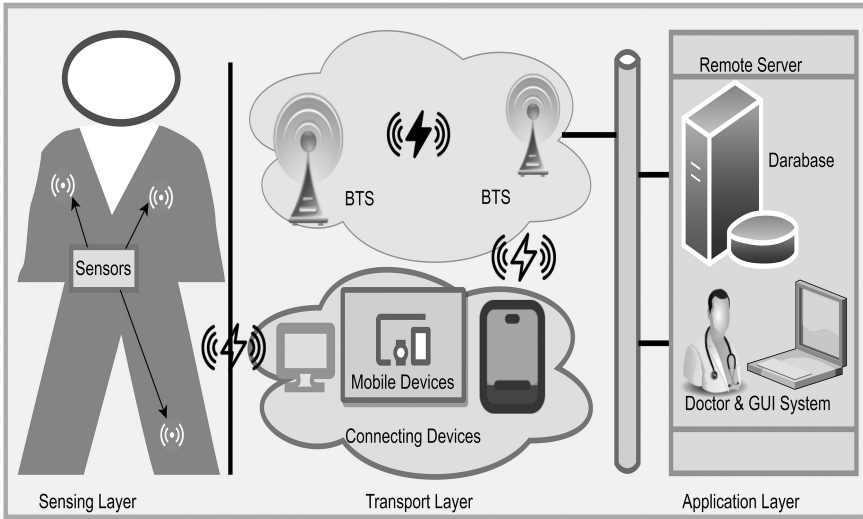 Remote Server
Darabase
BTS
BTS
Sensors
Mobile Devices
Connecting Devices
Doctor & GUI System
Sensing Layer
Transport Layer
Application Layer